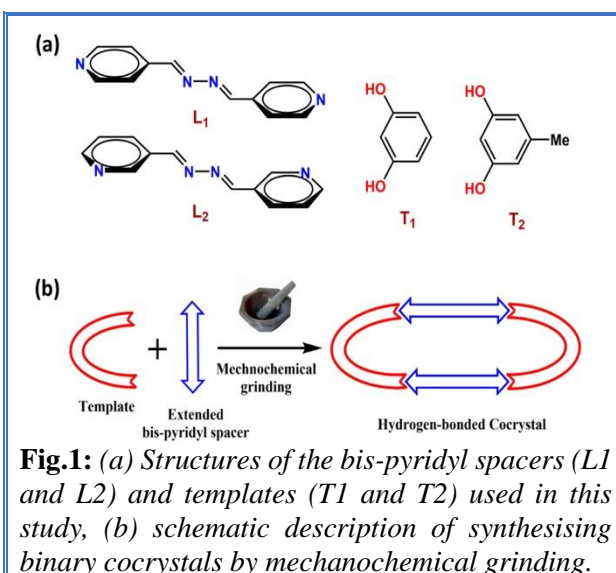 (a)
N
N
N
N
L1
HO
HO
T1
N
N
N
N
L2
HO
HO
Me
T2
(b)
Template
+
Extended
bis-pyridyl spacer
Mechnochemical
grinding
Hydrogen-bonded Cocrystal
Fig.1: (a) Structures of the bis-pyridyl spacers (L1
and L2) and templates (T1 and T2) used in this
study, (b) schematic description of synthesising
binary cocrystals by mechanochemical grinding.